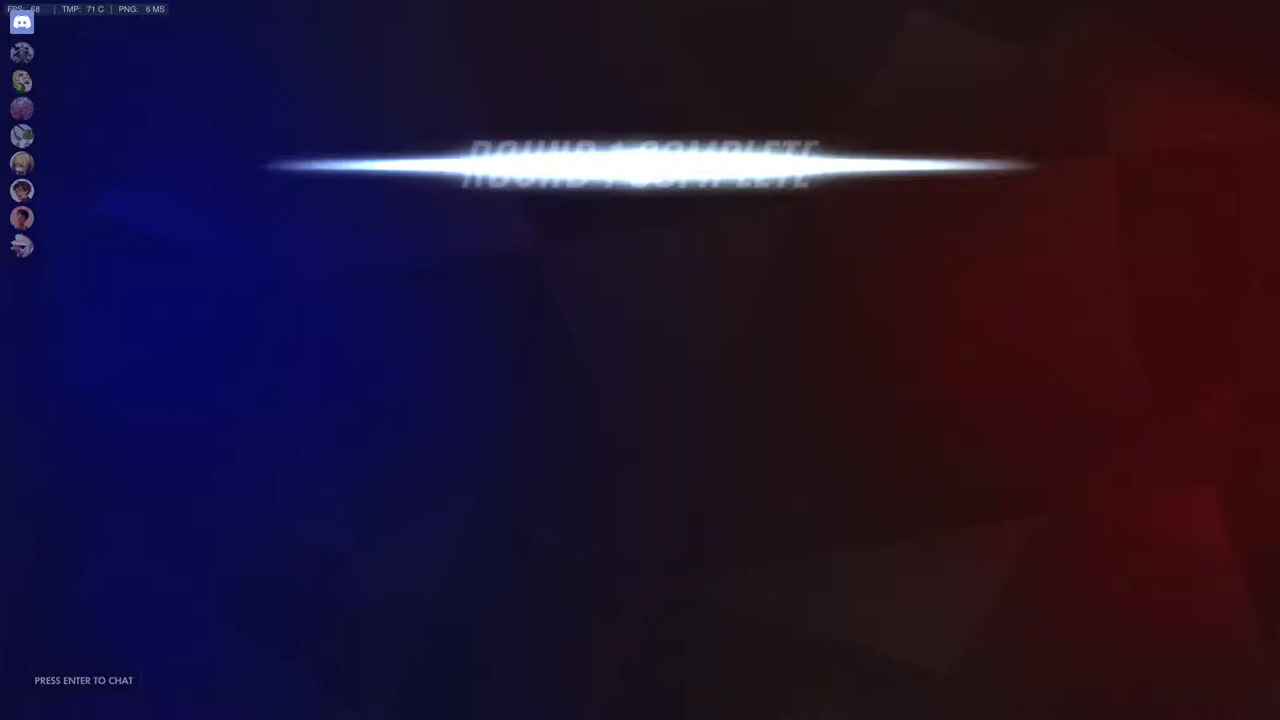 FPS: 68 | TMP: 71 C | PNG: 6 MS
ROUND 1 COMPLETE
PRESS ENTER TO CHAT